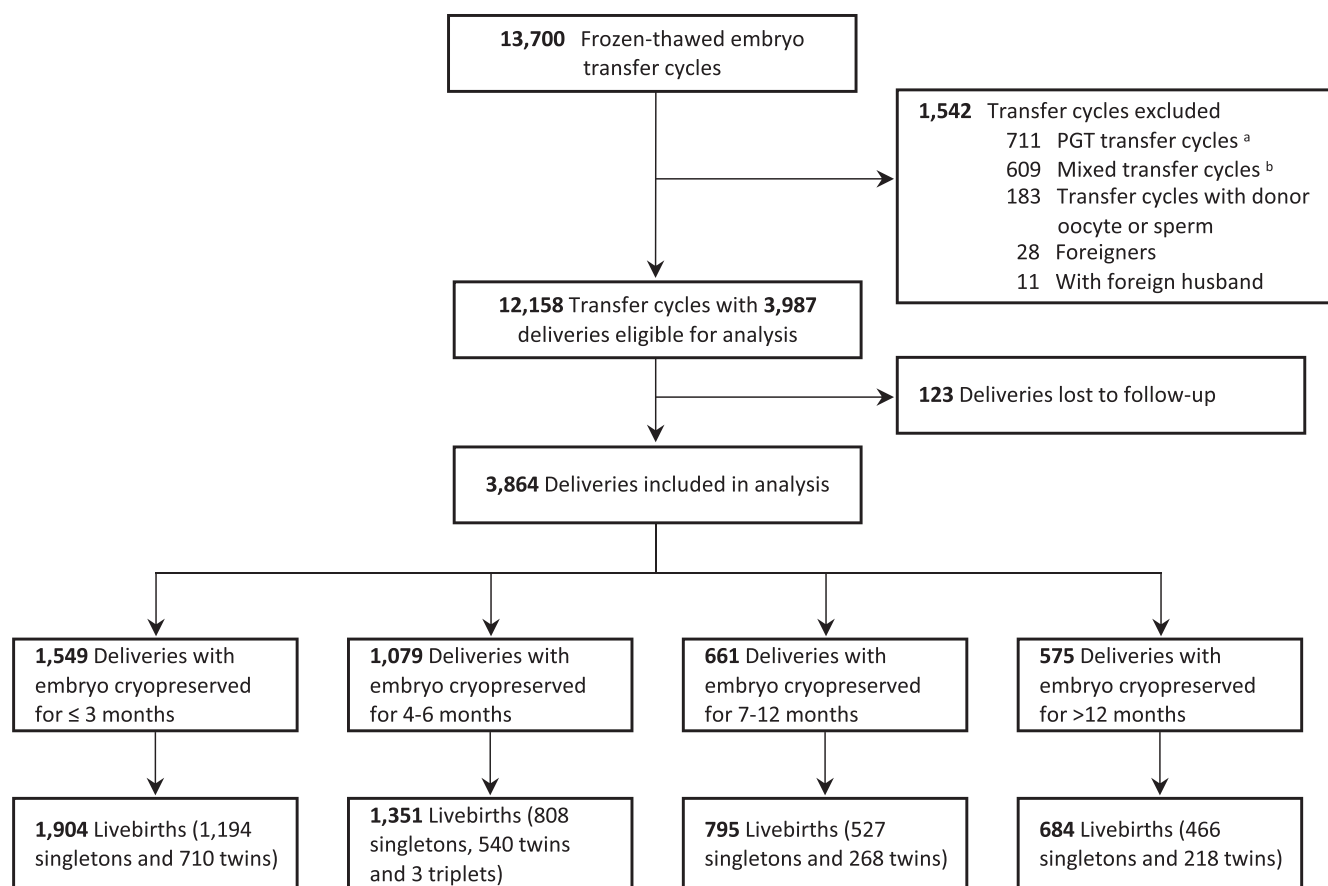 13,700 Frozen-thawed embryo
transfer cycles
1,542 Transfer cycles excluded
711 PGT transfer cycles a
609 Mixed transfer cycles b
183 Transfer cycles with donor
oocyte or sperm
28 Foreigners
11 With foreign husband
12,158 Transfer cycles with 3,987
deliveries eligible for analysis
123 Deliveries lost to follow-up
3,864 Deliveries included in analysis
1,549 Deliveries with
embryo cryopreserved
for ≤ 3 months
1,079 Deliveries with
embryo cryopreserved
for 4-6 months
661 Deliveries with
embryo cryopreserved
for 7-12 months
575 Deliveries with
embryo cryopreserved
for >12 months
1,904 Livebirths (1,194
singletons and 710 twins)
1,351 Livebirths (808
singletons, 540 twins
and 3 triplets)
795 Livebirths (527
singletons and 268 twins)
684 Livebirths (466
singletons and 218 twins)